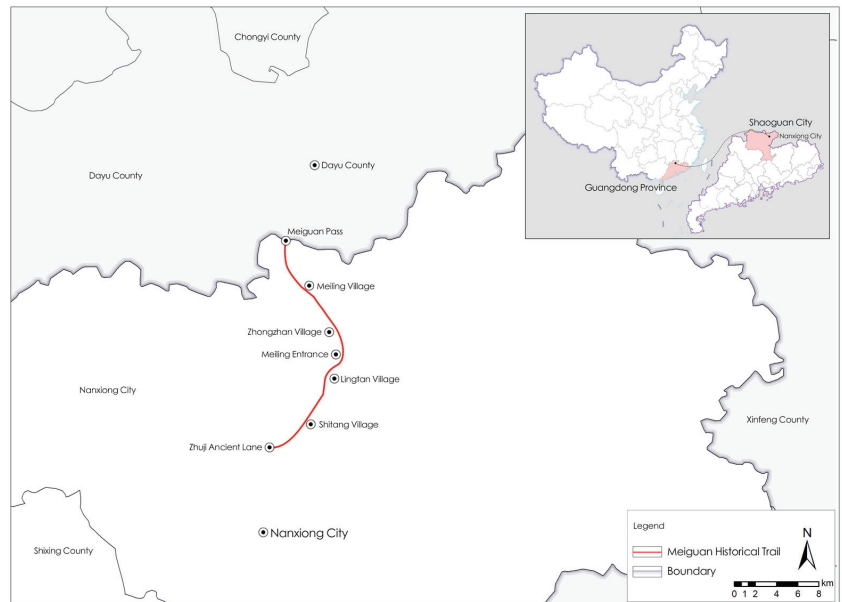 Chongyi County
Shaoguan City
Nanxiong City
Guangdong Province
Dayu County
Dayu County
Meiguan Pass
Meiling Village
Zhongzhan Village
Meiling Entrance
Lingtan Village
Nanxiong City
Shitang Village
Xinfeng County
Zhuji Ancient Lane
Nanxiong City
Shixing County
Legend
Meiguan Historical Trail
Boundary
N
0 1 2 4 6 8 km